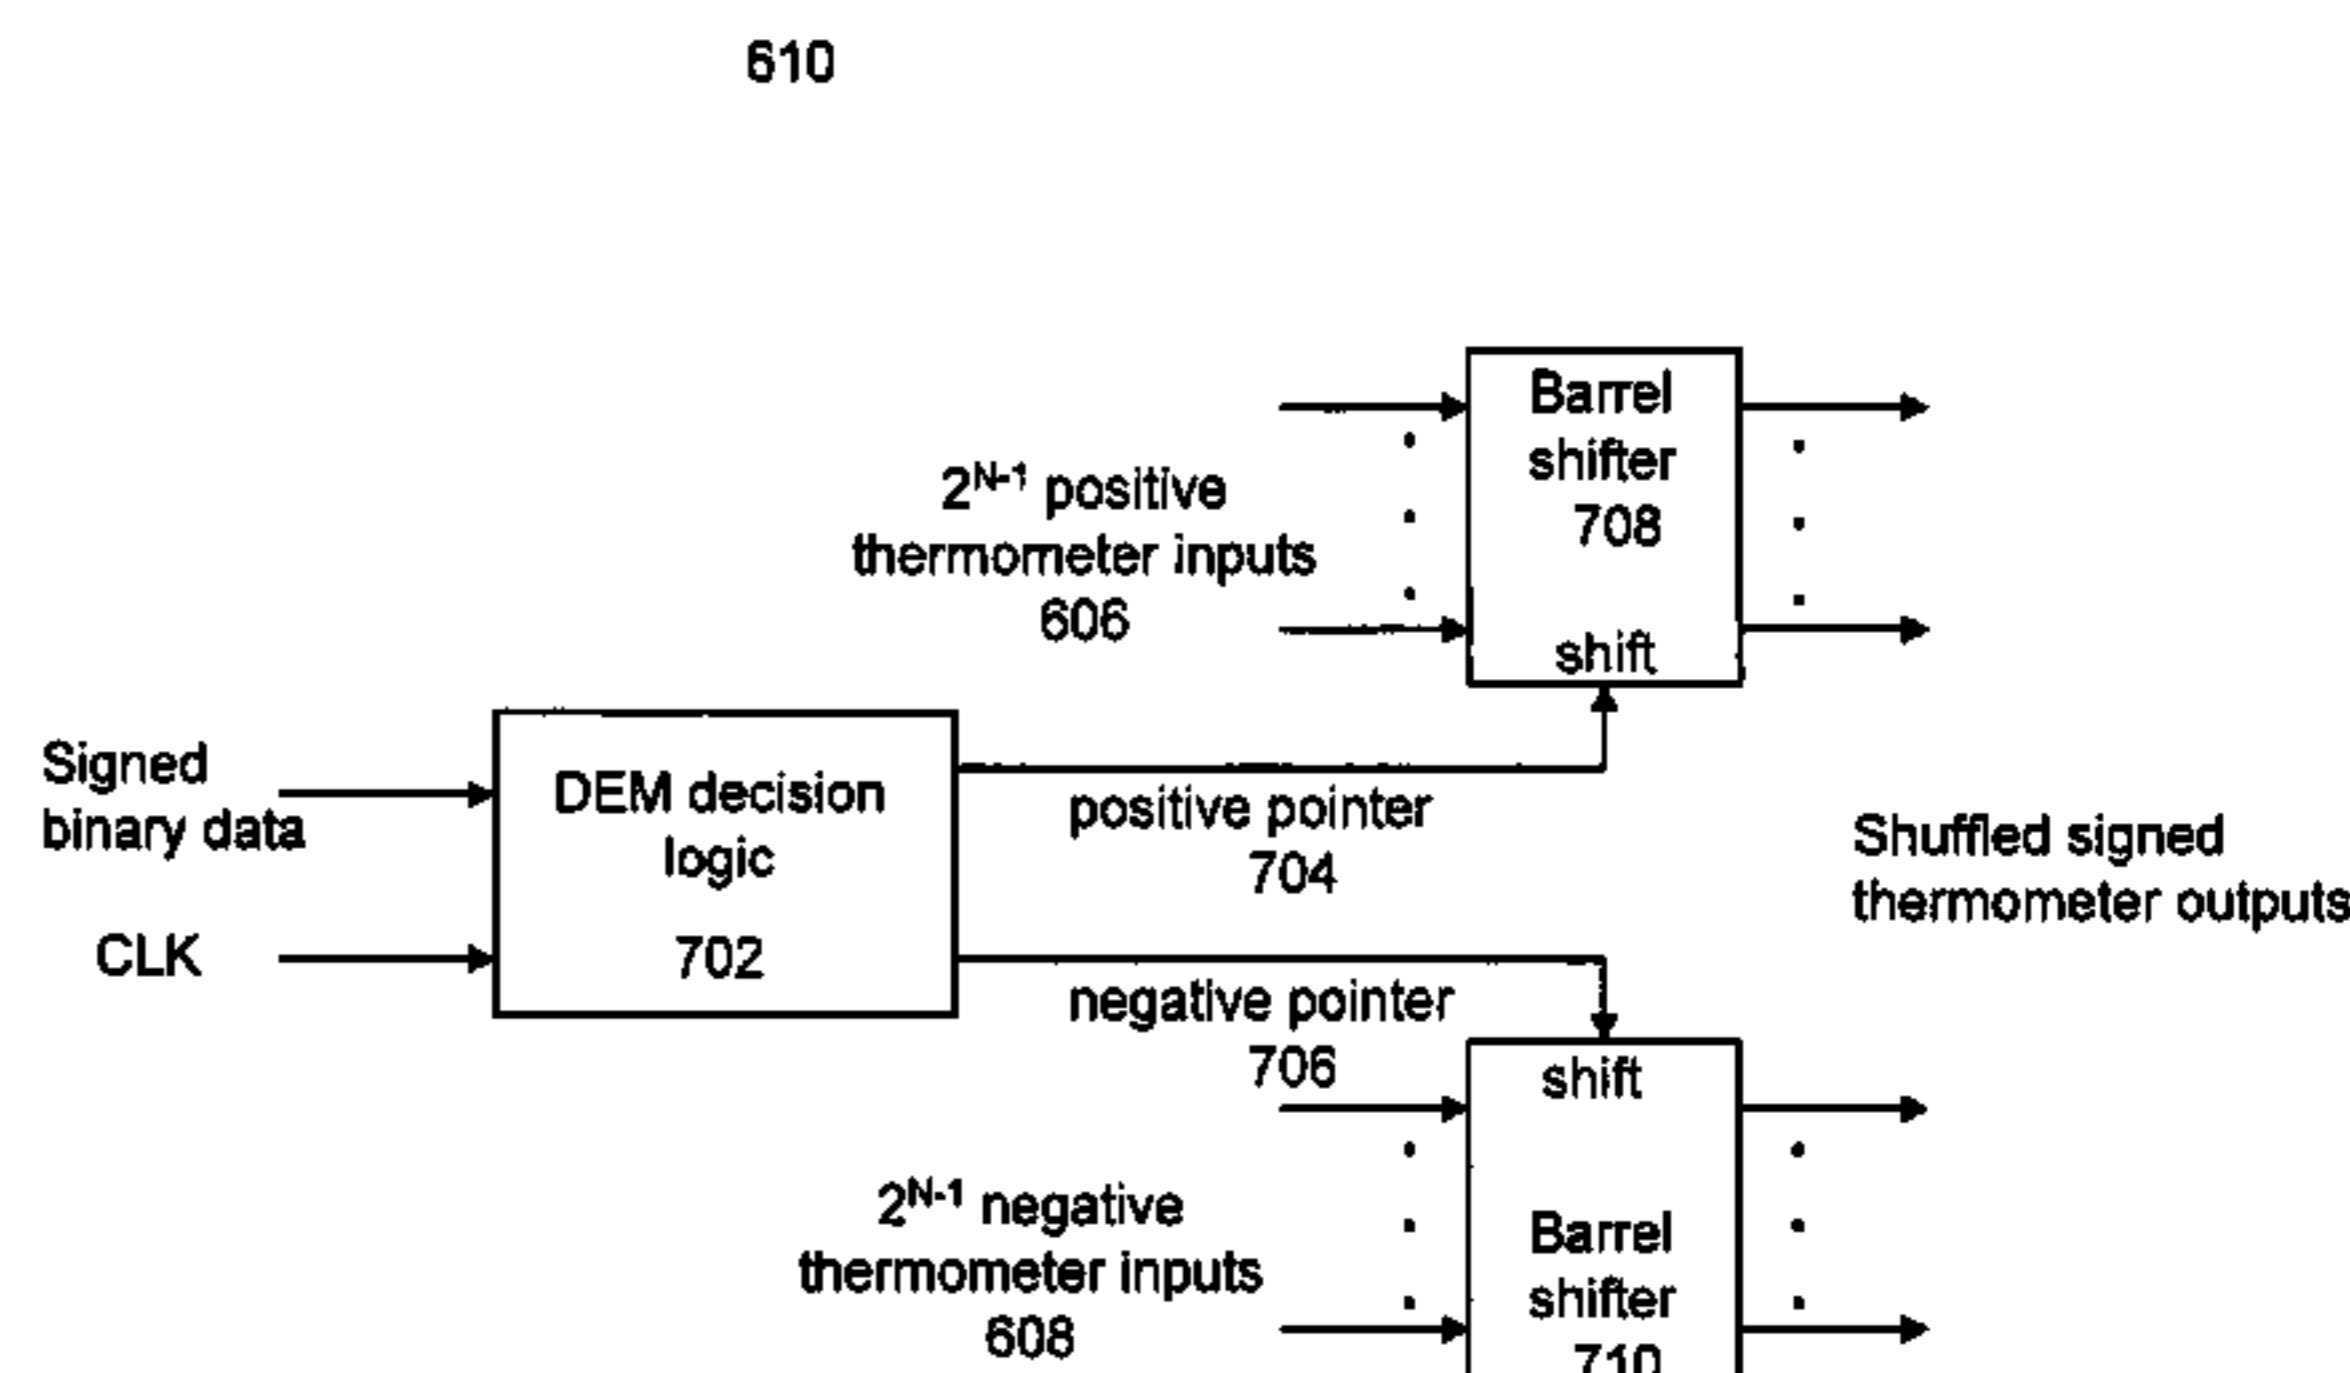 610
Barrel
shifter
708
shift
2^N-1 positive
thermometer inputs
606
Signed
binary data
CLK
DEM decision
logic
702
positive pointer
704
negative pointer
706
Shuffled signed
thermometer outputs
shift
Barrel
shifter
710
2^N-1 negative
thermometer inputs
608